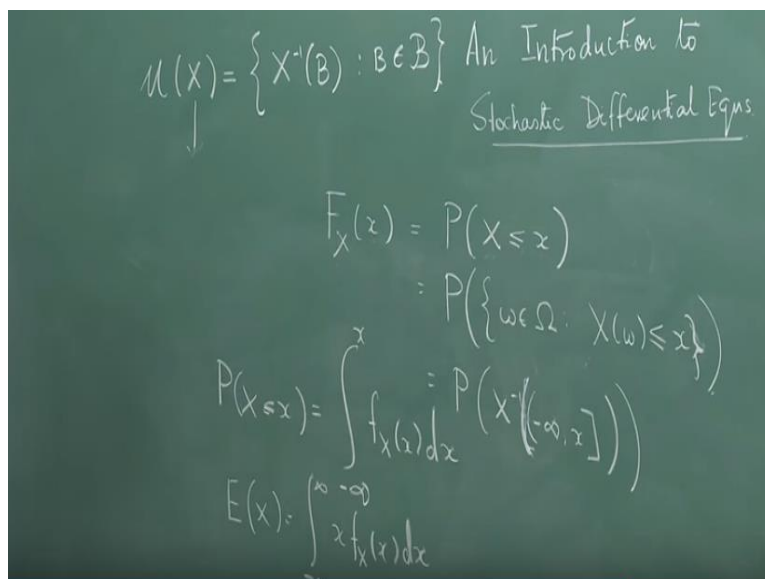 𝒰(X) = { X⁻¹(B) : B ∈ ℬ } An Introduction to
Stochastic Differential Eqns
F_X(x) = P(X ≤ x)
= P({ω ∈ Ω : X(ω) ≤ x})
P(X ≤ x) = ∫_{-∞}^{x} f_X(x) dx
= P(X⁻¹((-∞, x]))
E(X) = ∫^{∞} x f_X(x) dx